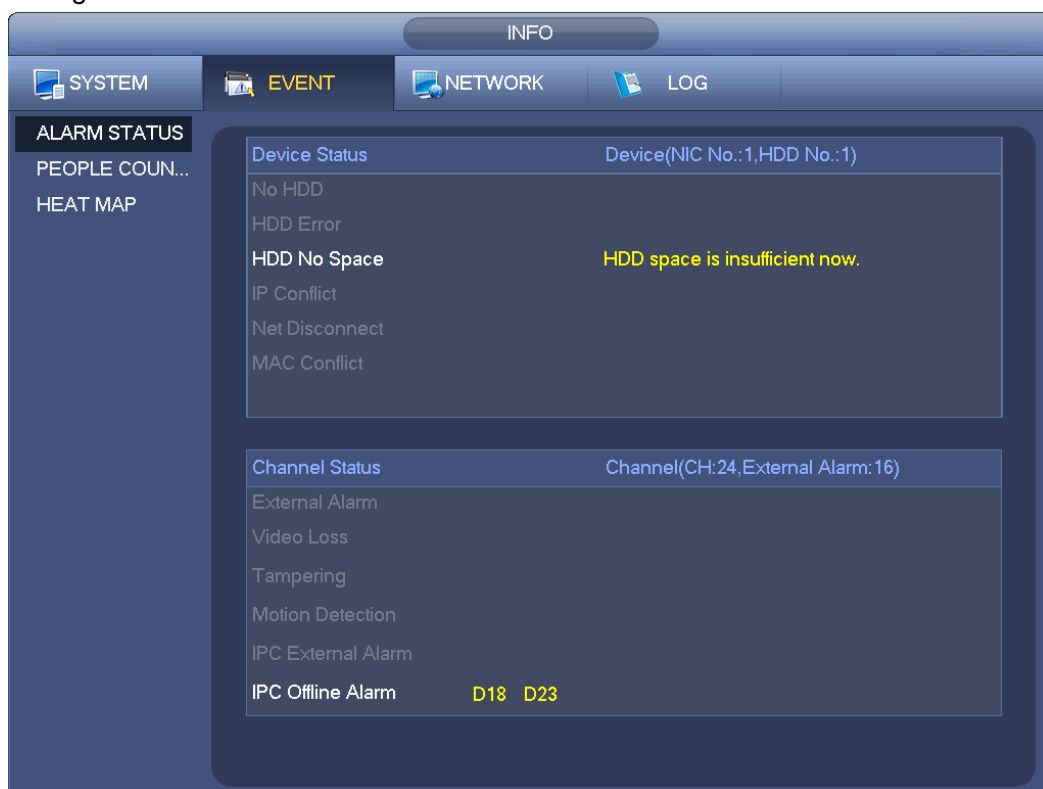 INFO
SYSTEM EVENT NETWORK LOG
ALARM STATUS
PEOPLE COUN...
HEAT MAP
Device Status Device(NIC No.:1,HDD No.:1)
No HDD
HDD Error
HDD No Space HDD space is insufficient now.
IP Conflict
Net Disconnect
MAC Conflict
Channel Status Channel(CH:24,External Alarm:16)
External Alarm
Video Loss
Tampering
Motion Detection
IPC External Alarm
IPC Offline Alarm D18 D23